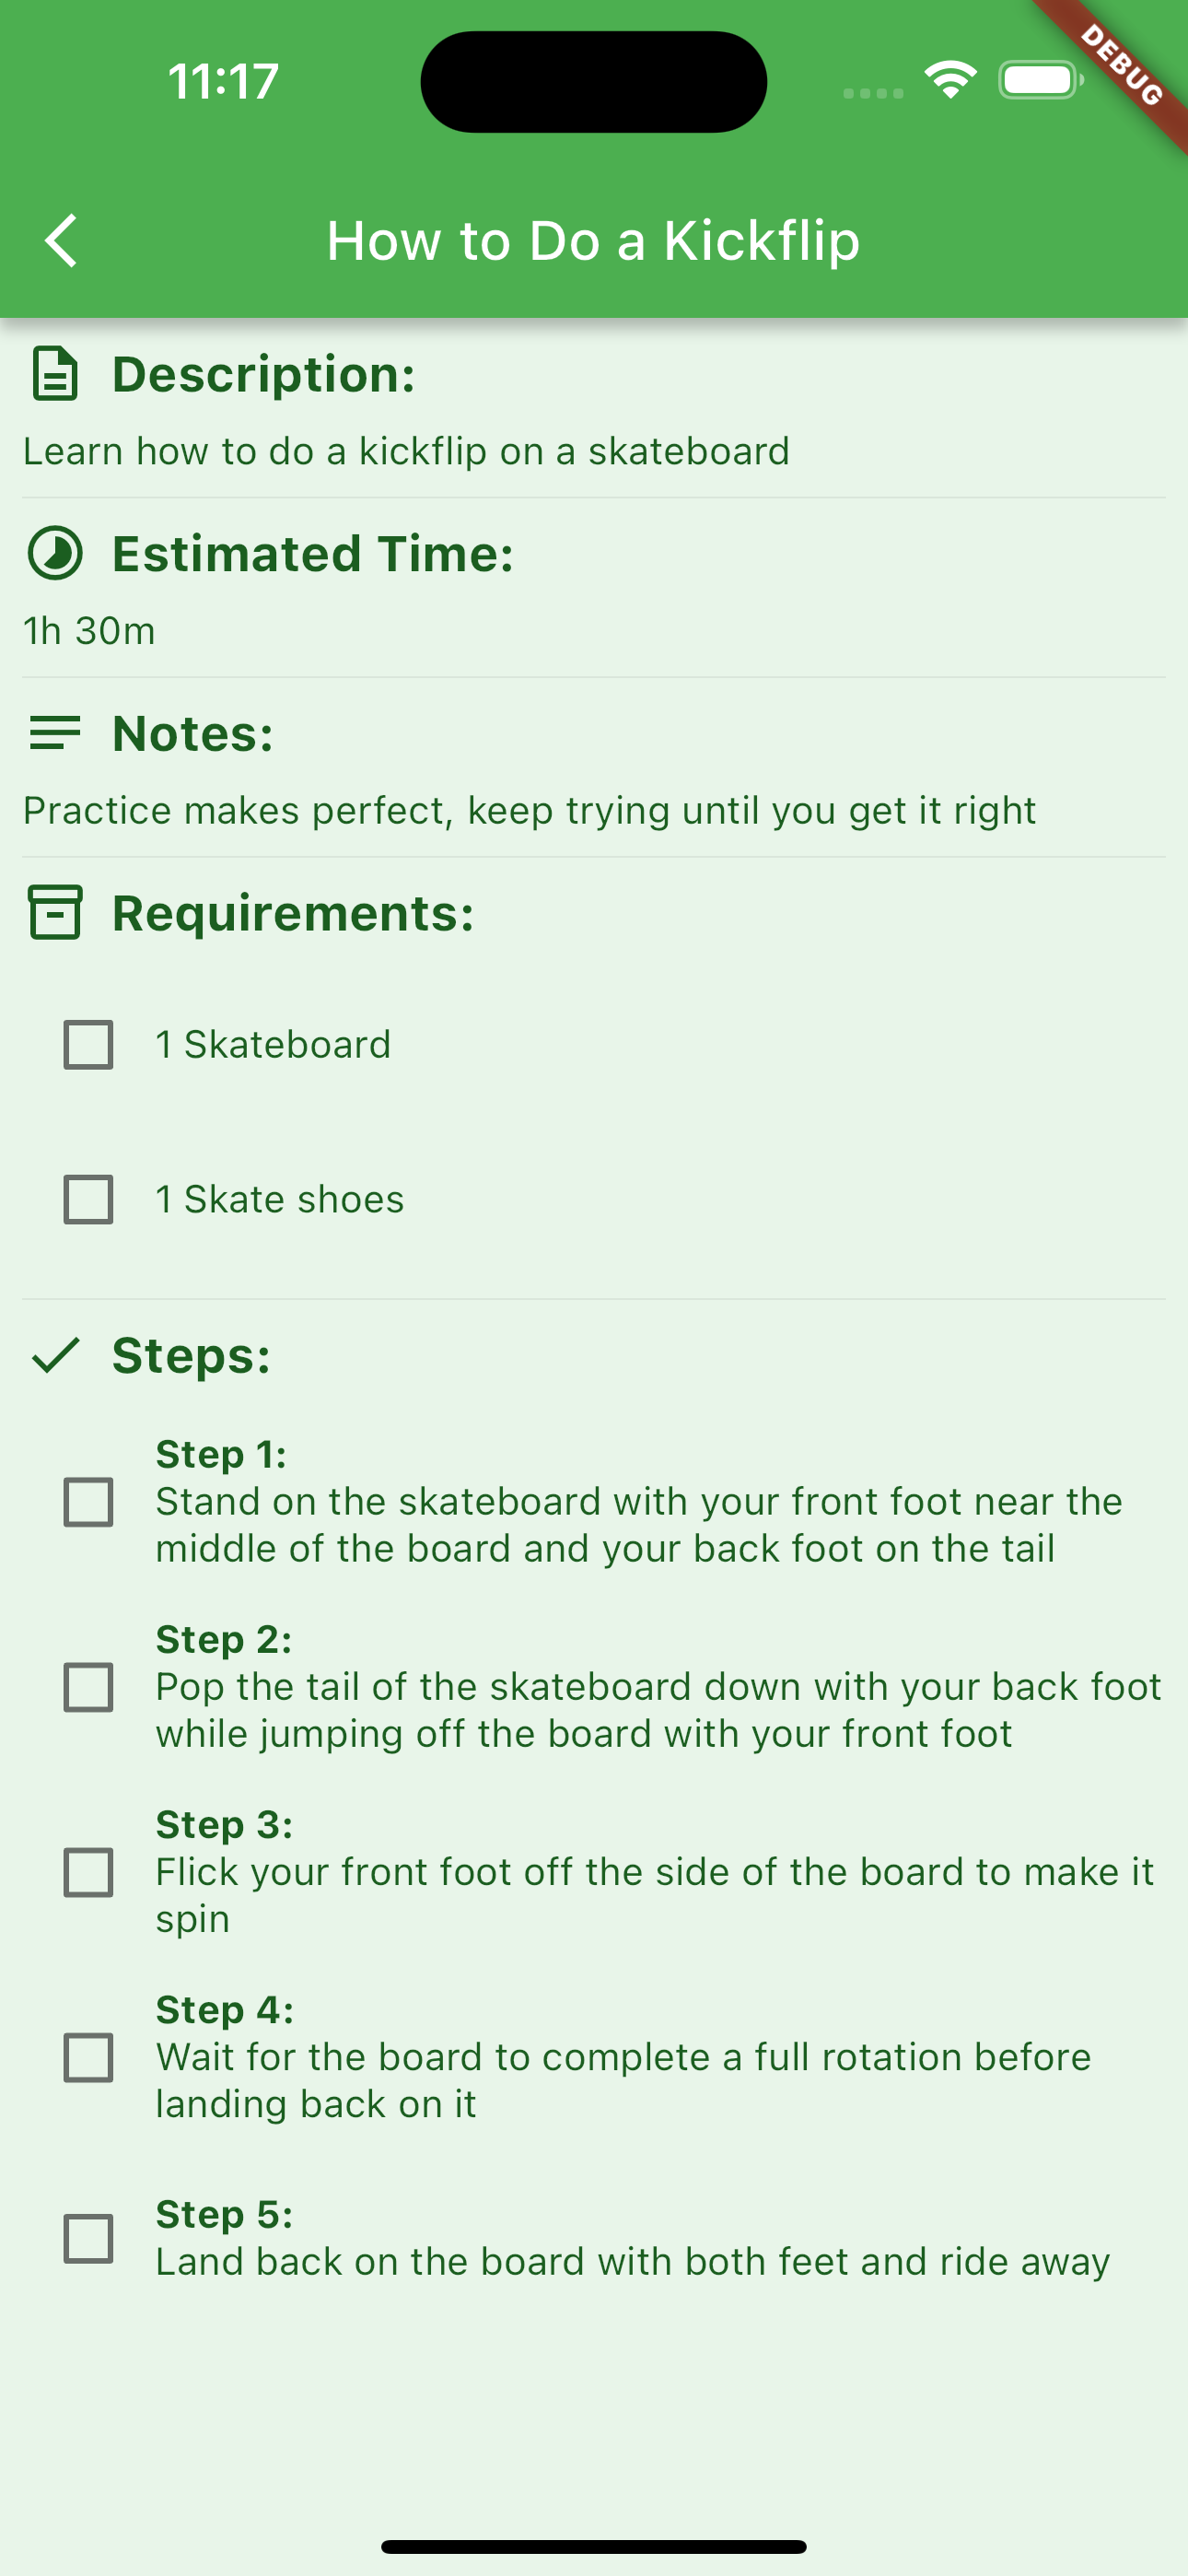 11:17
DEBUG
How to Do a Kickflip
Description:
Learn how to do a kickflip on a skateboard
Estimated Time:
1h 30m
Notes:
Practice makes perfect, keep trying until you get it right
Requirements:
1 Skateboard
1 Skate shoes
Steps:
Step 1:
Stand on the skateboard with your front foot near the
middle of the board and your back foot on the tail
Step 2:
Pop the tail of the skateboard down with your back foot
while jumping off the board with your front foot
Step 3:
Flick your front foot off the side of the board to make it
spin
Step 4:
Wait for the board to complete a full rotation before
landing back on it
Step 5:
Land back on the board with both feet and ride away